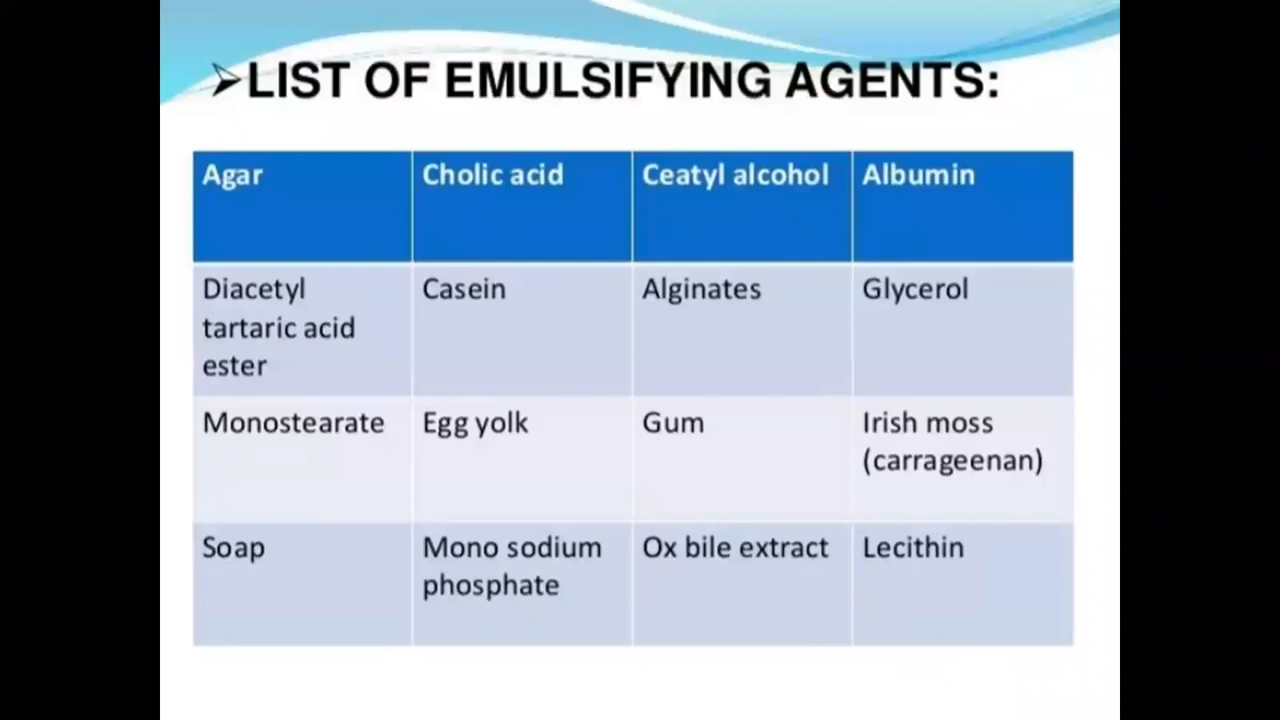 ➢LIST OF EMULSIFYING AGENTS:
Agar
Cholic acid
Ceatyl alcohol
Albumin
Diacetyl
tartaric acid
ester
Casein
Alginates
Glycerol
Monostearate
Egg yolk
Gum
Irish moss
(carrageenan)
Soap
Mono sodium
phosphate
Ox bile extract
Lecithin